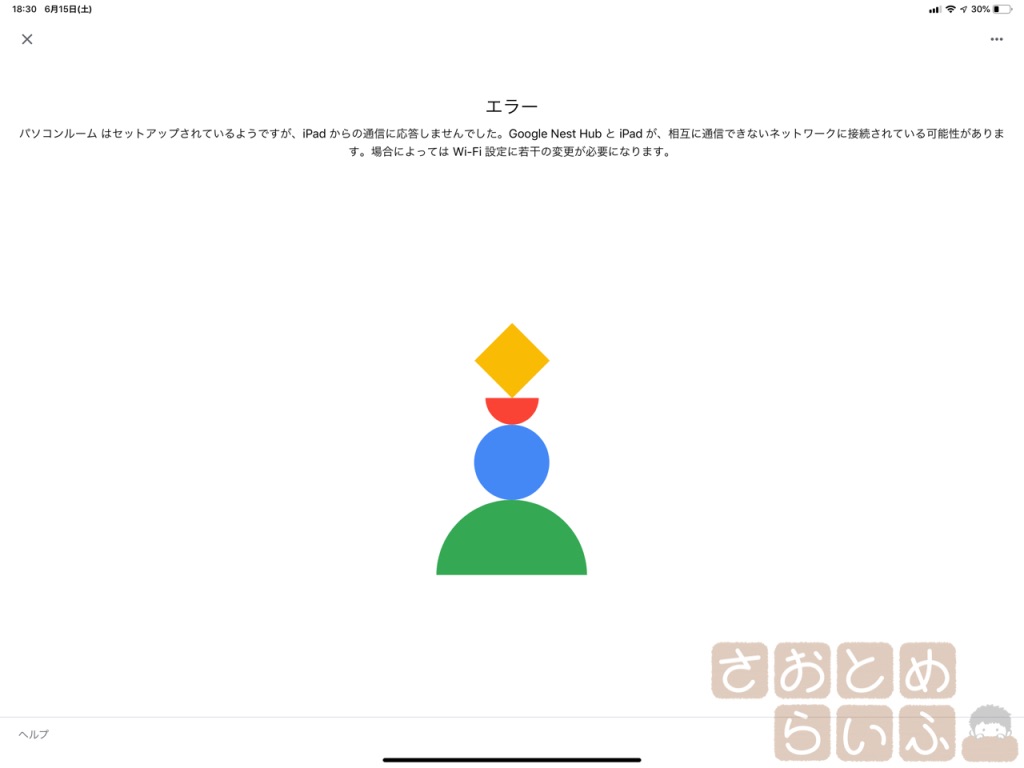 18:30 6月15日(土)
30%
エラー
パソコンルーム はセットアップされているようですが、iPad からの通信に応答しませんでした。Google Nest Hub と iPad が、相互に通信できないネットワークに接続されている可能性がありま
す。場合によっては Wi-Fi 設定に若干の変更が必要になります。
さおとめ
らいふ
ヘルプ